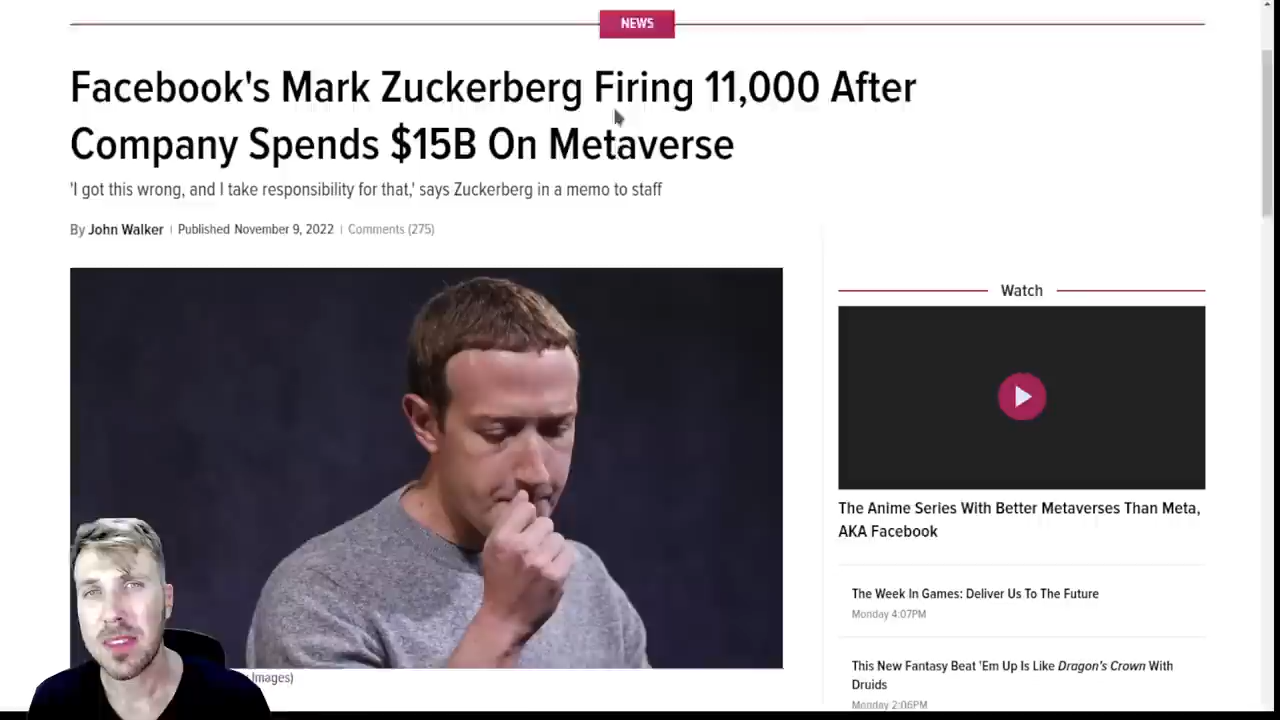 NEWS
Facebook's Mark Zuckerberg Firing 11,000 After
Company Spends $15B On Metaverse
'I got this wrong, and I take responsibility for that,' says Zuckerberg in a memo to staff
By John Walker | Published November 9, 2022 | Comments (275)
Images)
Watch
The Anime Series With Better Metaverses Than Meta,
AKA Facebook
The Week In Games: Deliver Us To The Future
Monday 4:07PM
This New Fantasy Beat 'Em Up Is Like Dragon's Crown With
Druids
Monday 2:06PM